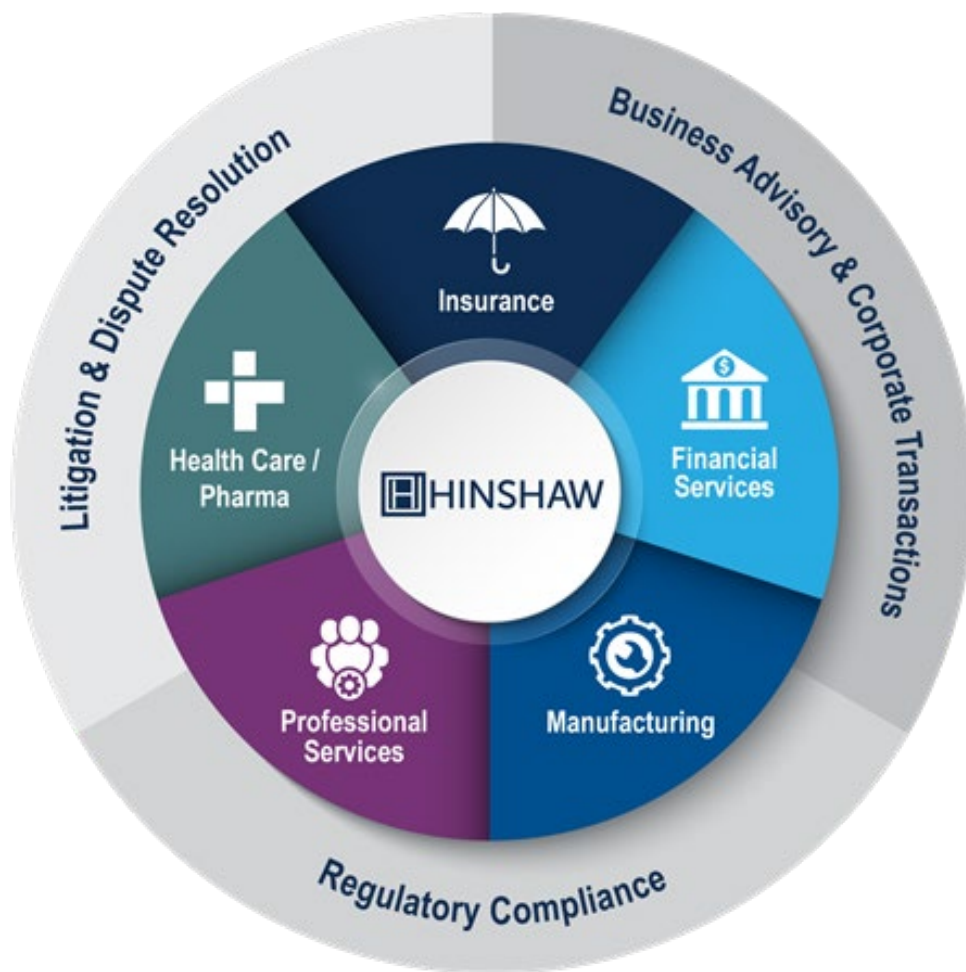 Litigation & Dispute Resolution
Business Advisory & Corporate Transactions
Insurance
$
Health Care /
Pharma
Financial
Services
H HINSHAW
Professional
Services
Manufacturing
Regulatory Compliance